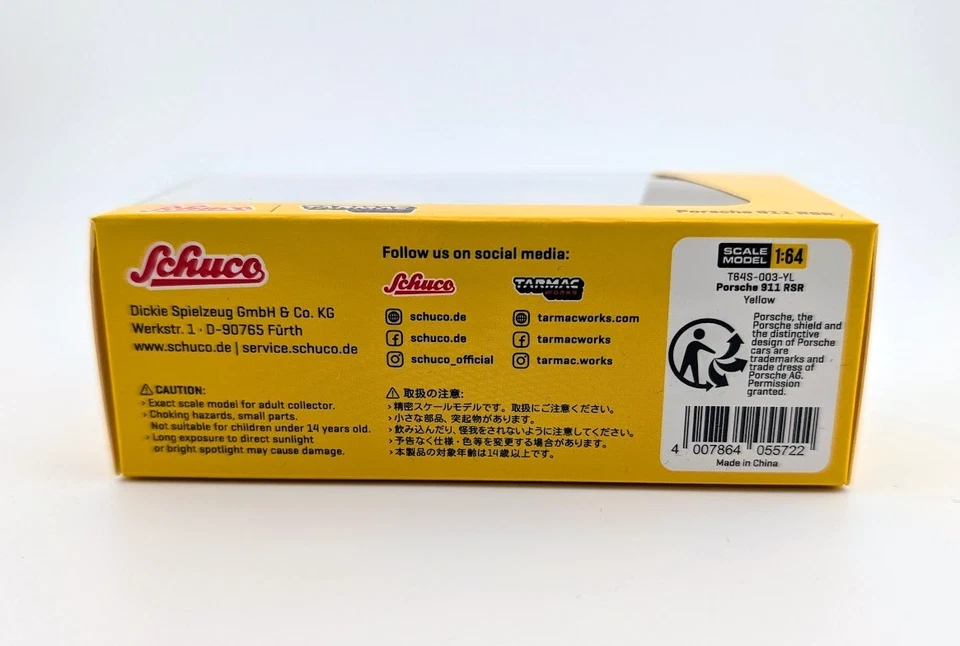 Schuco
TARMAC WORKS
Porsche 911 RSR
Schuco
Dickie Spielzeug GmbH & Co. KG
Werkstr. 1 · D-90765 Fürth
www.schuco.de | service.schuco.de
⚠ CAUTION:
› Exact scale model for adult collector.
› Choking hazards, small parts.
Not suitable for children under 14 years old.
› Long exposure to direct sunlight
or bright spotlight may cause damage.
Follow us on social media:
Schuco
schuco.de
schuco.de
schuco_official
TARMAC
WORKS
tarmacworks.com
tarmacworks
tarmac.works
⚠ 取扱の注意:
› 精密スケールモデルです。取扱にご注意ください。
› 小さな部品、突起物があります。
› 飲み込んだり、怪我をされないように注意してください。
› 予告なく仕様・色等を変更する場合があります。
› 本製品の対象年齢は14歳以上です。
SCALE
MODEL 1:64
T64S-003-YL
Porsche 911 RSR
Yellow
Porsche, the
Porsche shield and
the distinctive
design of Porsche
cars are
trademarks and
trade dress of
Porsche AG.
Permission
granted.
4 007864 055722
Made in China